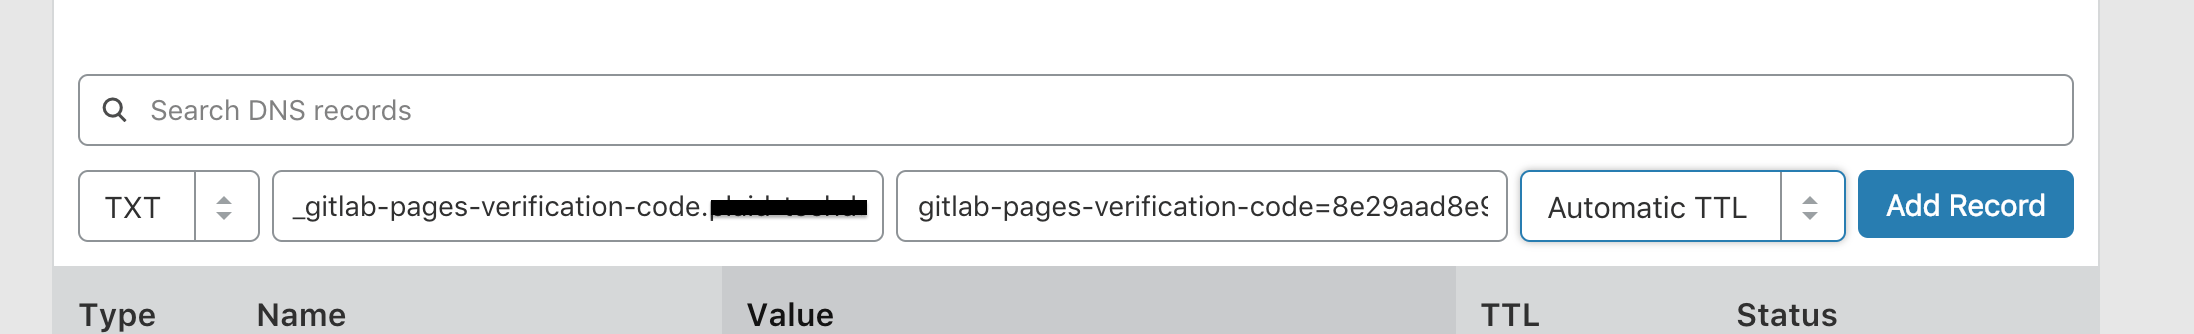 Search DNS records
TXT _gitlab-pages-verification-code. gitlab-pages-verification-code=8e29aad8e9 Automatic TTL Add Record
Type Name Value TTL Status